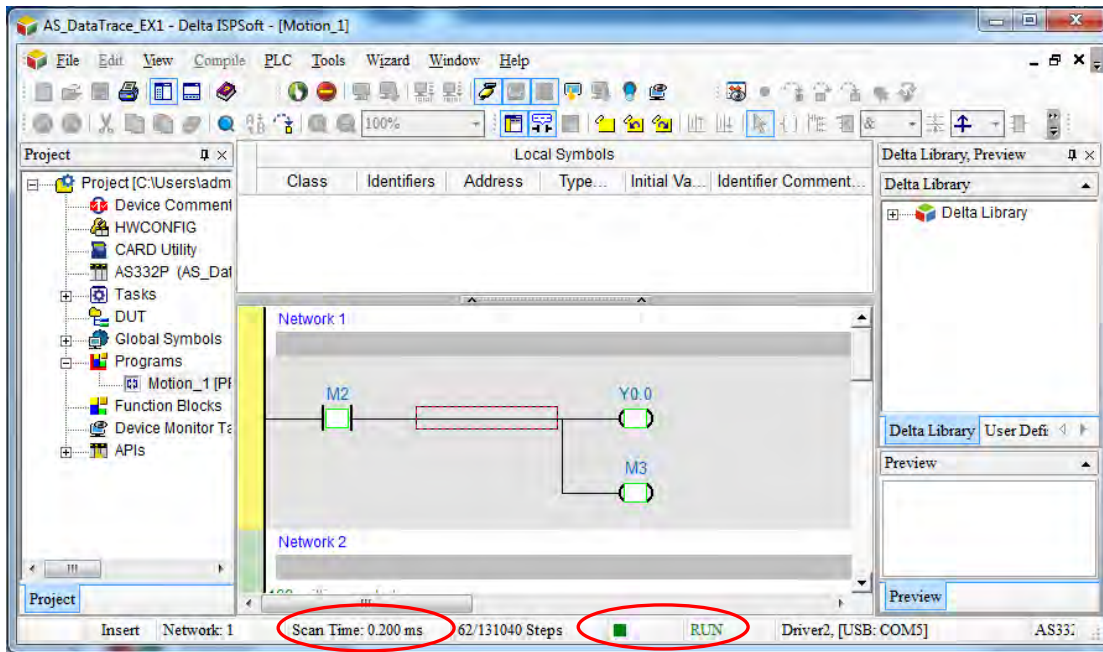 AS_DataTrace_EX1 - Delta ISPSoft - [Motion_1]
File Edit View Compile PLC Tools Wizard Window Help
100%
&
Project
Project [C:\Users\adm
Device Comment
HWCONFIG
CARD Utility
AS332P (AS_Dat
Tasks
DUT
Global Symbols
Programs
Motion_1 [PR
Function Blocks
Device Monitor Ta
APIs
Project
Local Symbols
Class Identifiers Address Type... Initial Va... Identifier Comment...
Network 1
M2
Y0.0
M3
Network 2
Delta Library, Preview
Delta Library
Delta Library
Delta Library User Defi
Preview
Preview
Insert Network: 1 Scan Time: 0.200 ms 62/131040 Steps RUN Driver2, [USB: COM5] AS332